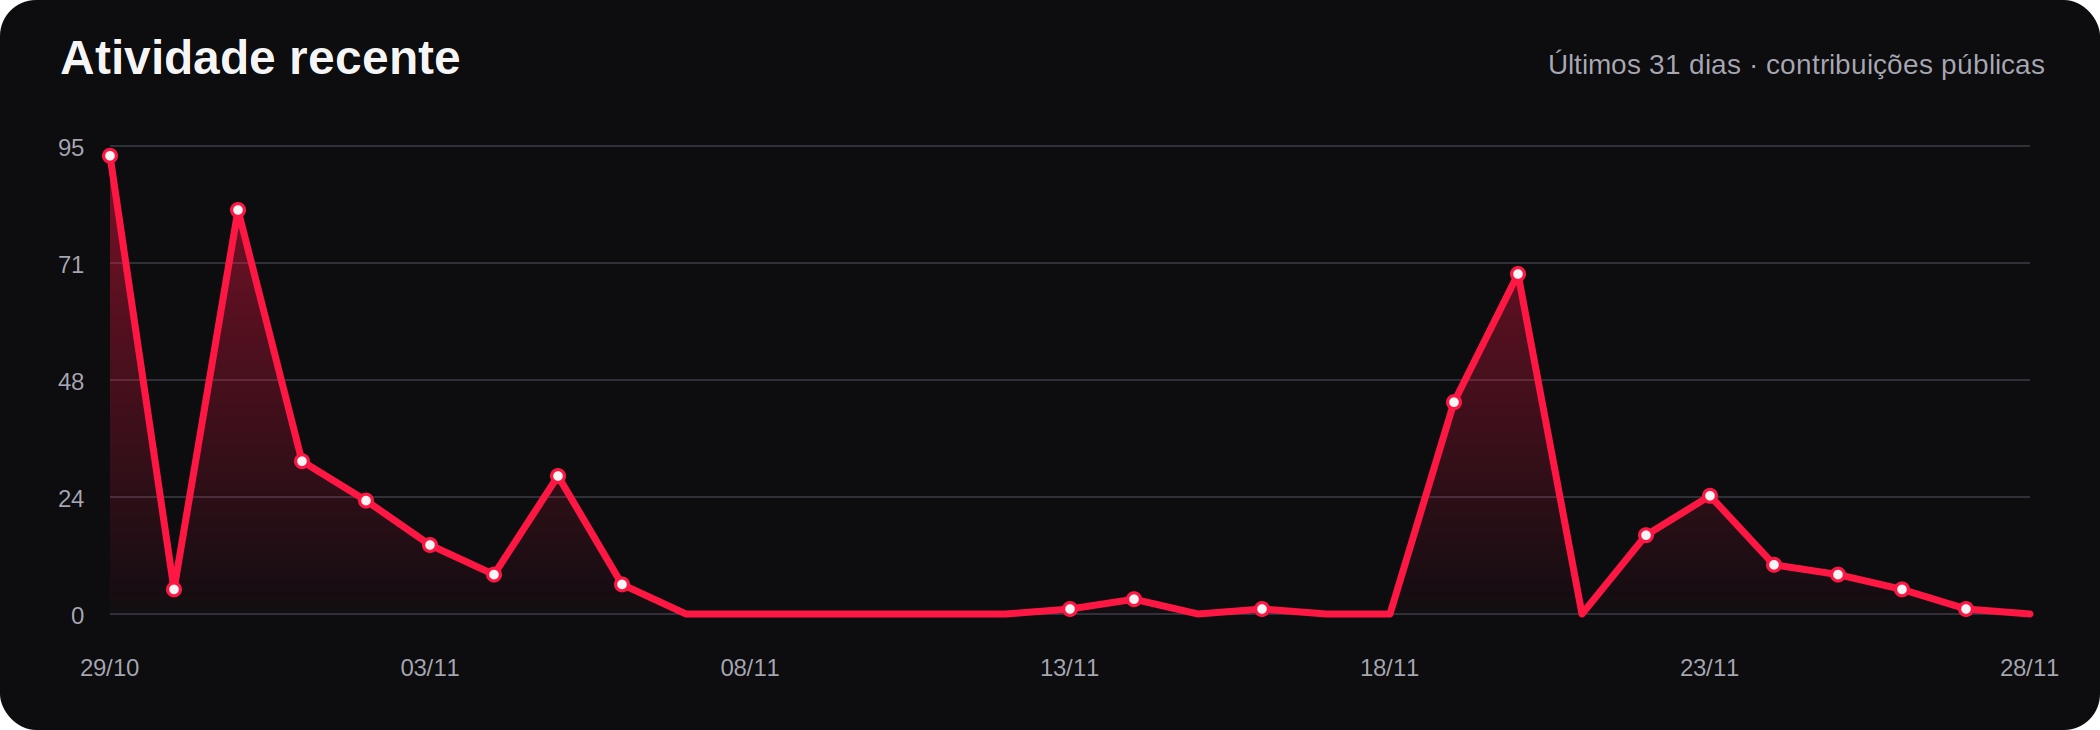 Atividade recente
Últimos 31 dias · contribuições públicas
95
71
48
24
0
29/10 03/11 08/11 13/11 18/11 23/11 28/11